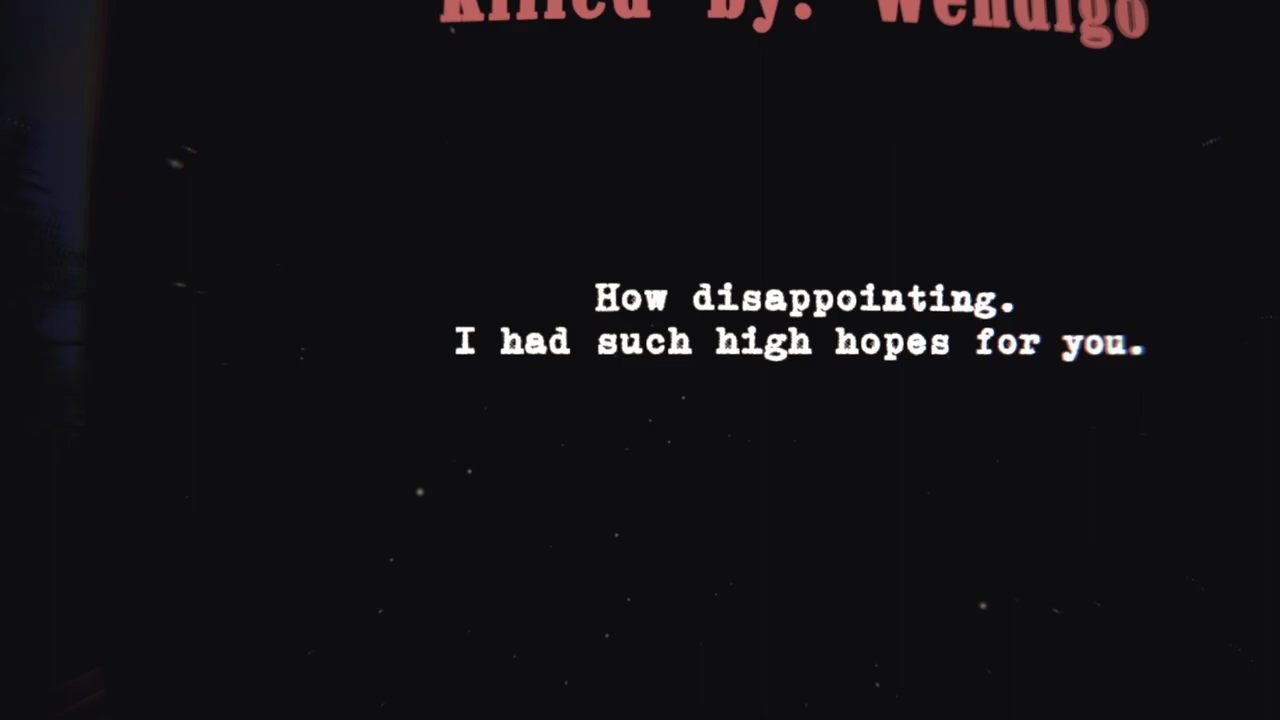 Killed by: Wendigo
How disappointing.
I had such high hopes for you.